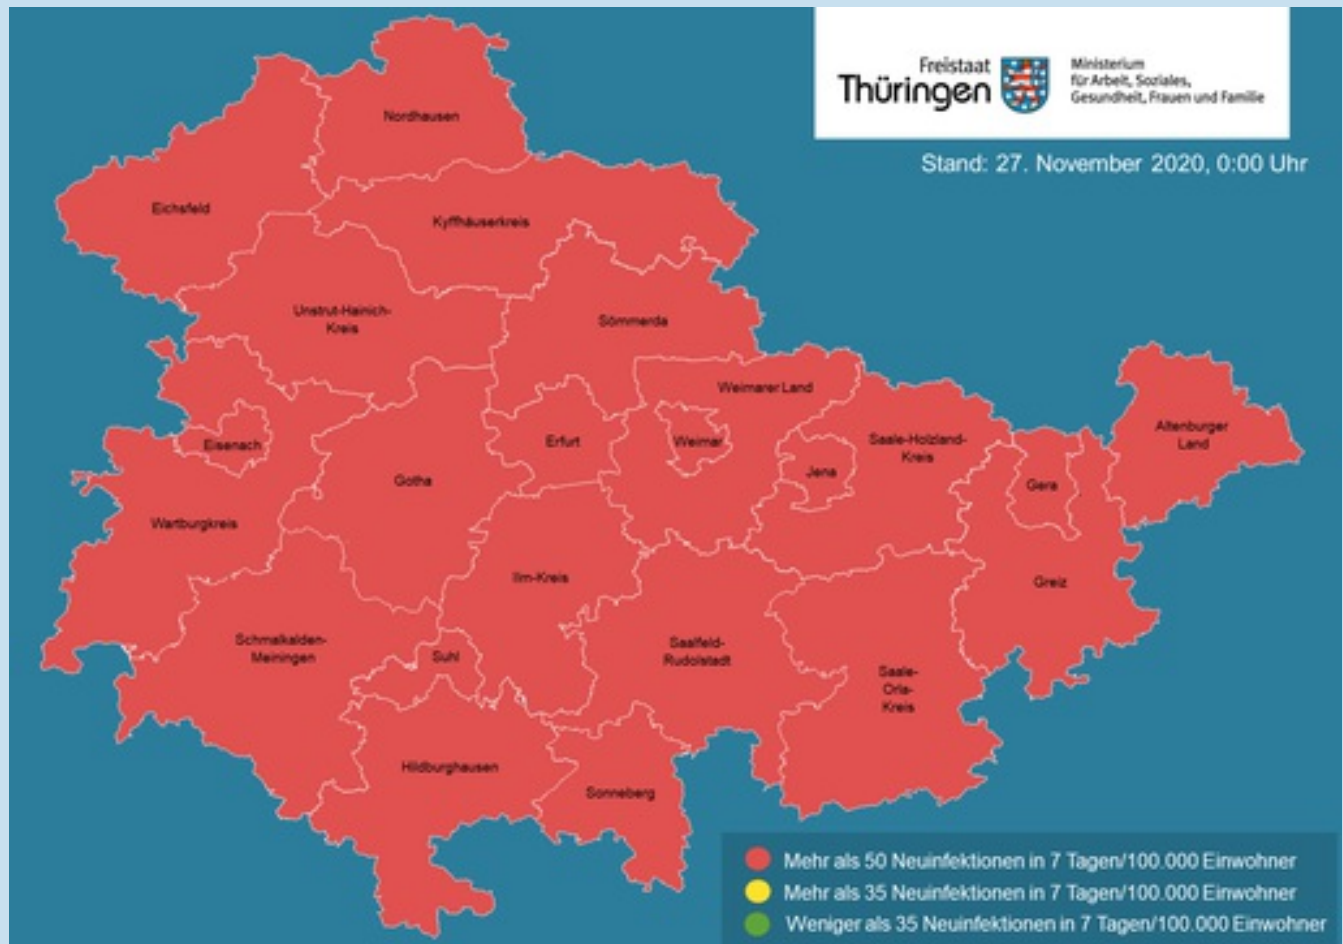 Freistaat
Thüringen
Ministerium
für Arbeit, Soziales,
Gesundheit, Frauen und Familie
Stand: 27. November 2020, 0:00 Uhr
Nordhausen
Eichsfeld
Kyffhäuserkreis
Unstrut-Hainich-
Kreis
Sömmerda
Weimarer Land
Eisenach
Erfurt
Weimar
Jena
Saale-Holzland-
Kreis
Altenburger
Land
Gotha
Gera
Wartburgkreis
Ilm-Kreis
Greiz
Schmalkalden-
Meiningen
Suhl
Saalfeld-
Rudolstadt
Saale-
Orla-
Kreis
Hildburghausen
Sonneberg
Mehr als 50 Neuinfektionen in 7 Tagen/100.000 Einwohner
Mehr als 35 Neuinfektionen in 7 Tagen/100.000 Einwohner
Weniger als 35 Neuinfektionen in 7 Tagen/100.000 Einwohner